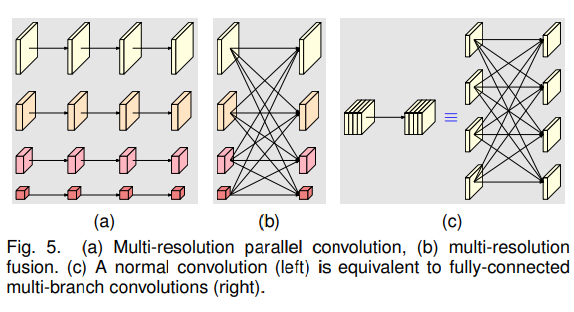 (a) (b) (c)
Fig. 5. (a) Multi-resolution parallel convolution, (b) multi-resolution
fusion. (c) A normal convolution (left) is equivalent to fully-connected
multi-branch convolutions (right).